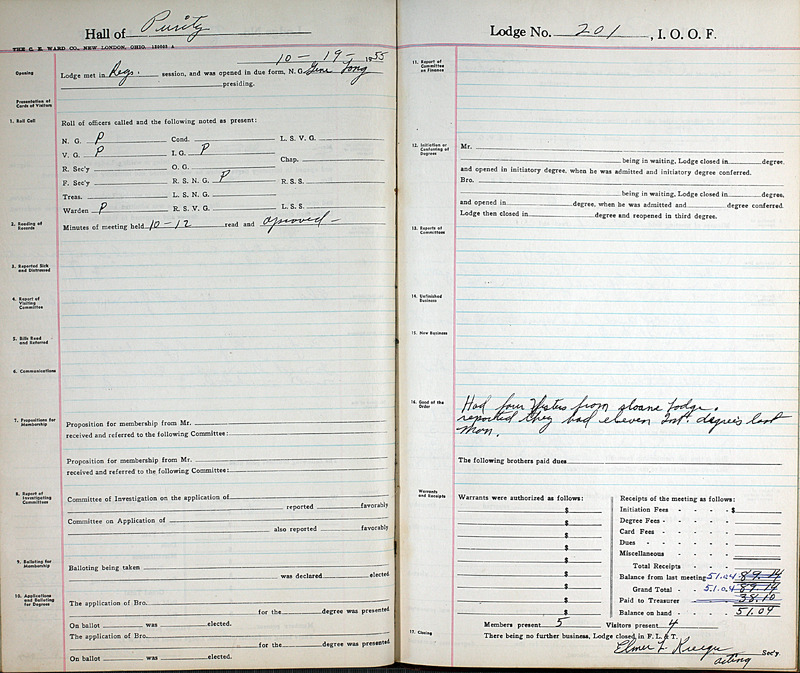 Hall of Purity
THE C. E. WARD CO., NEW LONDON, OHIO.
10-19-1955
Opening
Lodge met in Reg. session, and was opened in due form, N. G. Gene Long
presiding.
Presentation of
Cards of Visitors
1. Roll Call
Roll of officers called and the following noted as present:
N. G. P Cond. L. S. V. G.
V. G. P I. G. P
Chap.
R. Sec'y O. G.
F. Sec'y R. S. N. G. P R. S. S.
Treas. L. S. N. G.
Warden P R. S. V. G. L. S. S.
2. Reading of
Records
Minutes of meeting held 10-12 read and aproved-
3. Reported Sick
and Distressed
4. Report of
Visiting
Committee
5. Bills Read
and Referred
6. Communications
7. Propositions for
Membership
Proposition for membership from Mr.
received and referred to the following Committee:
Proposition for membership from Mr.
received and referred to the following Committee:
8. Report of
Investigating
Committees
Committee of Investigation on the application of
reported favorably
Committee on Application of
also reported favorably
9. Balloting for
Membership
Balloting being taken
was declared elected
10. Applications
and Balloting
for Degrees
The application of Bro.
for the degree was presented
On ballot was elected.
The application of Bro.
for the degree was presented
On ballot was elected.
Lodge No. 201, I. O. O. F.
11. Report of
Committee
on Finance
12. Initiation or
Conferring of
Degrees
Mr.
being in waiting, Lodge closed in degree,
and opened in initiatory degree, when he was admitted and initiatory degree conferred.
Bro.
being in waiting, Lodge closed in degree,
and opened in degree, when he was admitted and degree conferred.
Lodge then closed in degree and reopened in third degree.
13. Reports of
Committees
14. Unfinished
Business
15. New Business
16. Good of the
Order
Had four Visters from sloane Lodge.
reported they had eleven Int. degree's last
Mon.
The following brothers paid dues
Warrants
and Receipts
Warrants were authorized as follows:
$
$
$
$
$
$
$
$
$
Receipts of the meeting as follows:
Initiation Fees $
Degree Fees
Card Fees
Dues
Miscellaneous
Total Receipts
Balance from last meeting 51.04 89.14
Grand Total 51.04 89.14
Paid to Treasurer 38.10
Balance on hand 51.04
Members present 5 Visitors present 4
17. Closing
There being no further business, Lodge closed in F. L. & T.
Elmer L. Krieger
acting Sec'y.